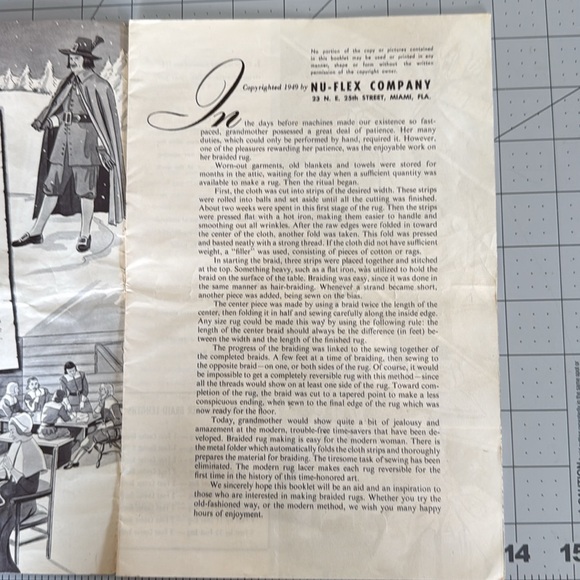 No portion of the copy or pictures contained
in this booklet may be used or printed in any
manner, shape or form without the written
permission of the copyright owner.
Copyrighted 1949 by NU-FLEX COMPANY
23 N. E. 25th STREET, MIAMI, FLA.
In the days before machines made our existence so fast-
paced, grandmother possessed a great deal of patience. Her many
duties, which could only be performed by hand, required it. However,
one of the pleasures rewarding her patience, was the enjoyable work on
her braided rug.
Worn-out garments, old blankets and towels were stored for
months in the attic, waiting for the day when a sufficient quantity was
available to make a rug. Then the ritual began.
First, the cloth was cut into strips of the desired width. These strips
were rolled into balls and set aside until all the cutting was finished.
About two weeks were spent in this first stage of the rug. Then the strips
were pressed flat with a hot iron, making them easier to handle and
smoothing out all wrinkles. After the raw edges were folded in toward
the center of the cloth, another fold was taken. This fold was pressed
and basted neatly with a strong thread. If the cloth did not have sufficient
weight, a "filler" was used, consisting of pieces of cotton or rags.
In starting the braid, three strips were placed together and stitched
at the top. Something heavy, such as a flat iron, was utilized to hold the
braid on the surface of the table. Braiding was easy, since it was done in
the same manner as hair-braiding. Whenever a strand became short,
another piece was added, being sewn on the bias.
The center piece was made by using a braid twice the length of the
center, then folding it in half and sewing carefully along the inside edge.
Any size rug could be made this way by using the following rule: the
length of the center braid should always be the difference (in feet) be-
tween the width and the length of the finished rug.
The progress of the braiding was linked to the sewing together of
the completed braids. A few feet at a time of braiding, then sewing to
the opposite braid—on one, or both sides of the rug. Of course, it would
be impossible to get a completely reversible rug with this method—since
all the threads would show on at least one side of the rug. Toward com-
pletion of the rug, the braid was cut to a tapered point to make a less
conspicuous ending, when sewn to the final edge of the rug which was
now ready for the floor.
Today, grandmother would show quite a bit of jealousy and
amazement at the modern, trouble-free time-savers that have been de-
veloped. Braided rug making is easy for the modern woman. There is
the metal folder which automatically folds the cloth strips and thoroughly
prepares the material for braiding. The tiresome task of sewing has been
eliminated. The modern rug lacer makes each rug reversible for the
first time in the history of this time-honored art.
We sincerely hope this booklet will be an aid and an inspiration to
those who are interested in making braided rugs. Whether you try the
old-fashioned way, or the modern method, we wish you many happy
hours of enjoyment.
14 15